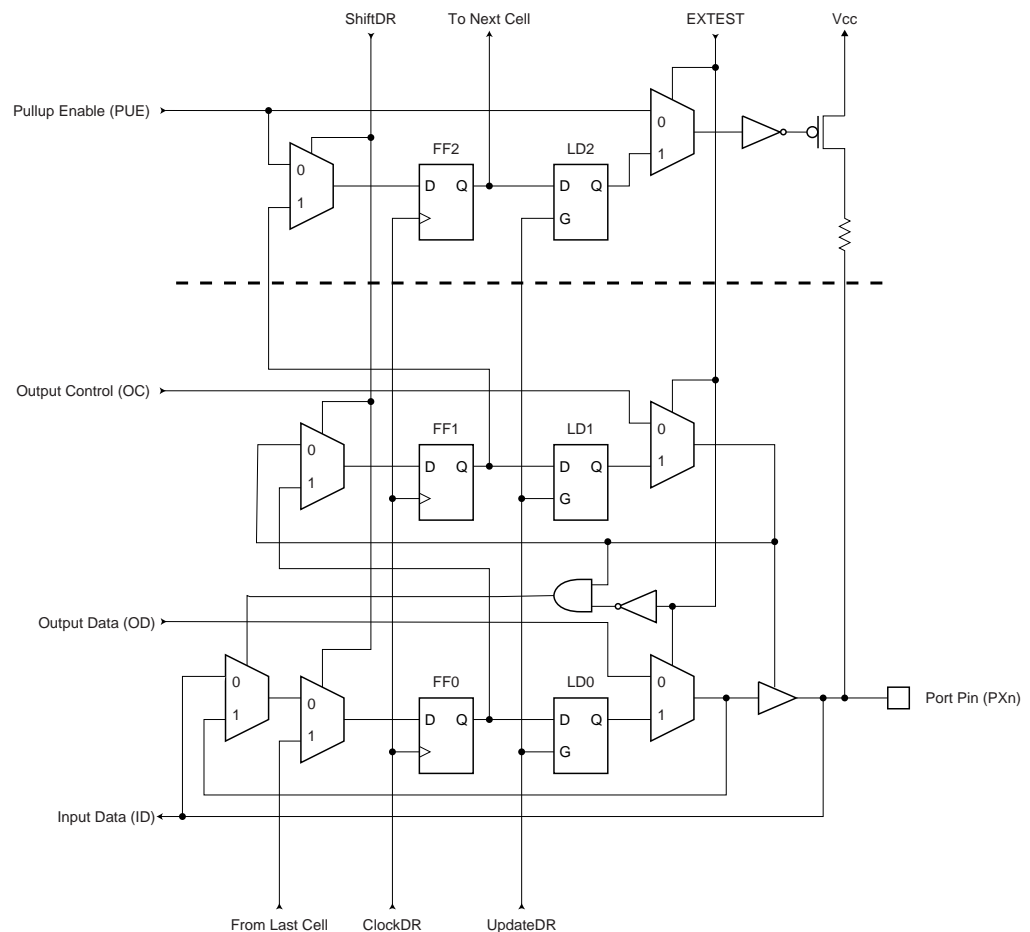 ShiftDR To Next Cell EXTEST Vcc
Pullup Enable (PUE)
0
1
FF2 LD2
0
1
D Q D Q
G
Output Control (OC)
0
1
FF1 LD1
0
1
D Q D Q
G
Output Data (OD)
0
1
0
1
FF0 LD0
0
1
D Q D Q
G
Port Pin (PXn)
Input Data (ID)
From Last Cell ClockDR UpdateDR